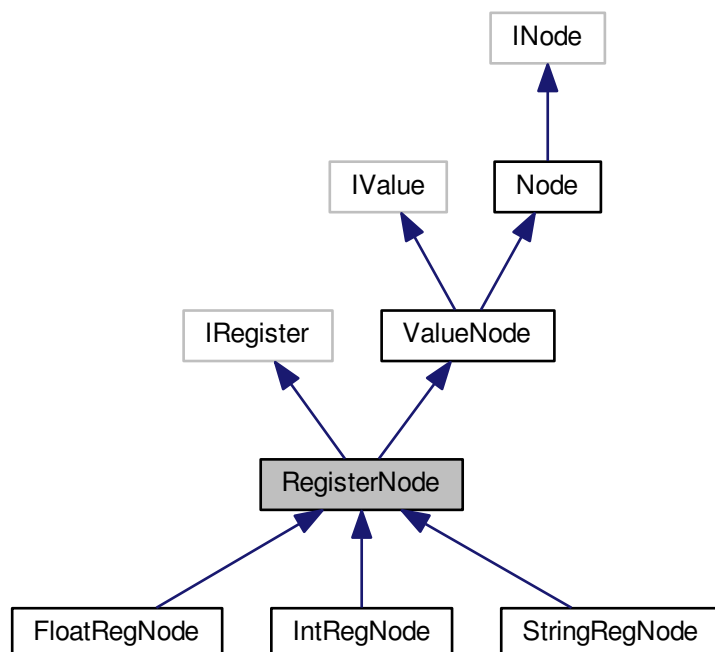 INode
IValue
Node
IRegister
ValueNode
RegisterNode
FloatRegNode
IntRegNode
StringRegNode